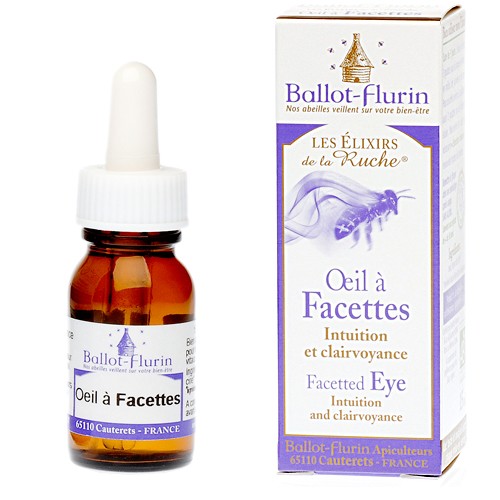 Ballot-Flurin
Nos abeilles veillent sur votre bien-être
Oeil à Facettes
65110 Cauterets - FRANCE
Ballot-Flurin
Nos abeilles veillent sur votre bien-être
LES ÉLIXIRS
de la Ruche®
Œil à
Facettes
Intuition
et clairvoyance
Facetted Eye
Intuition
and clairvoyance
Ballot-Flurin Apiculteurs
65110 Cauterets - FRANCE